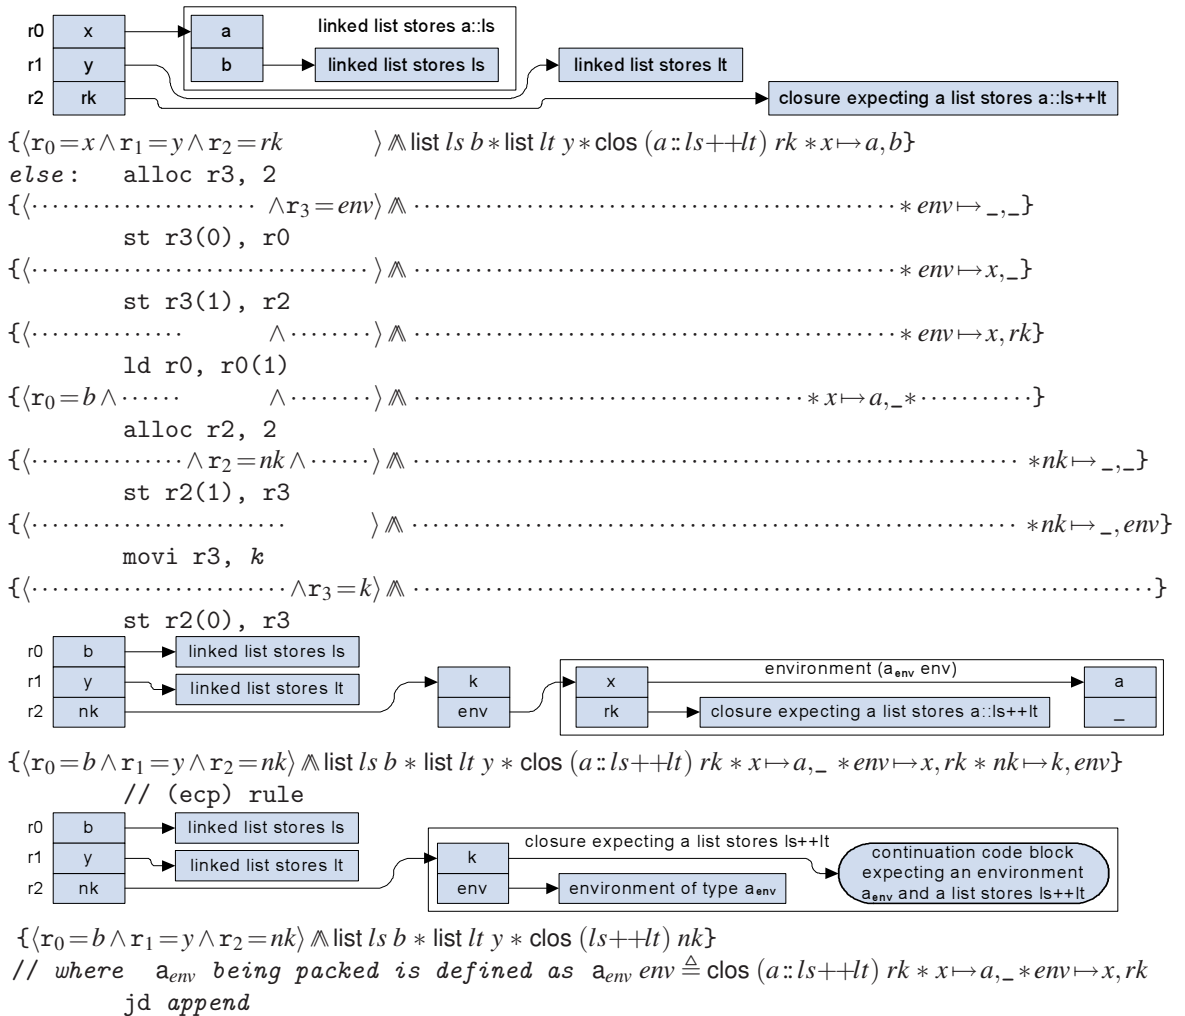 r0 x a linked list stores a::ls
r1 y b linked list stores ls linked list stores lt
r2 rk closure expecting a list stores a::ls++lt
{⟨r₀=x∧r₁=y∧r₂=rk ⟩ ⩕ list ls b∗list lt y∗clos (a::ls++lt) rk ∗x↦a,b}
else: alloc r3, 2
{⟨······················ ∧r₃=env⟩ ⩕ ················································∗env↦_,_}
st r3(0), r0
{⟨·································⟩ ⩕ ················································∗env↦x,_}
st r3(1), r2
{⟨··············· ∧········⟩ ⩕ ················································∗env↦x,rk}
ld r0, r0(1)
{⟨r₀=b∧······ ∧········⟩ ⩕ ·······································∗x↦a,_∗···········}
alloc r2, 2
{⟨···············∧r₂=nk∧······⟩ ⩕ ···························································· ∗nk↦_,_}
st r2(1), r3
{⟨························· ⟩ ⩕ ···························································· ∗nk↦_,env}
movi r3, k
{⟨··························∧r₃=k⟩ ⩕ ·········································································}
st r2(0), r3
r0 b linked list stores ls environment (a_env env)
r1 y linked list stores lt k x a
r2 nk env rk closure expecting a list stores a::ls++lt _
{⟨r₀=b∧r₁=y∧r₂=nk⟩ ⩕ list ls b ∗ list lt y ∗ clos (a::ls++lt) rk ∗ x↦a,_ ∗env↦x,rk ∗ nk↦k,env}
// (ecp) rule
r0 b linked list stores ls closure expecting a list stores ls++lt
r1 y linked list stores lt k continuation code block
r2 nk env environment of type a_env expecting an environment
a_env and a list stores ls++lt
{⟨r₀=b∧r₁=y∧r₂=nk⟩ ⩕ list ls b ∗ list lt y ∗ clos (ls++lt) nk}
// where a_env being packed is defined as a_env env ≜ clos (a::ls++lt) rk ∗ x↦a,_∗env↦x,rk
jd append